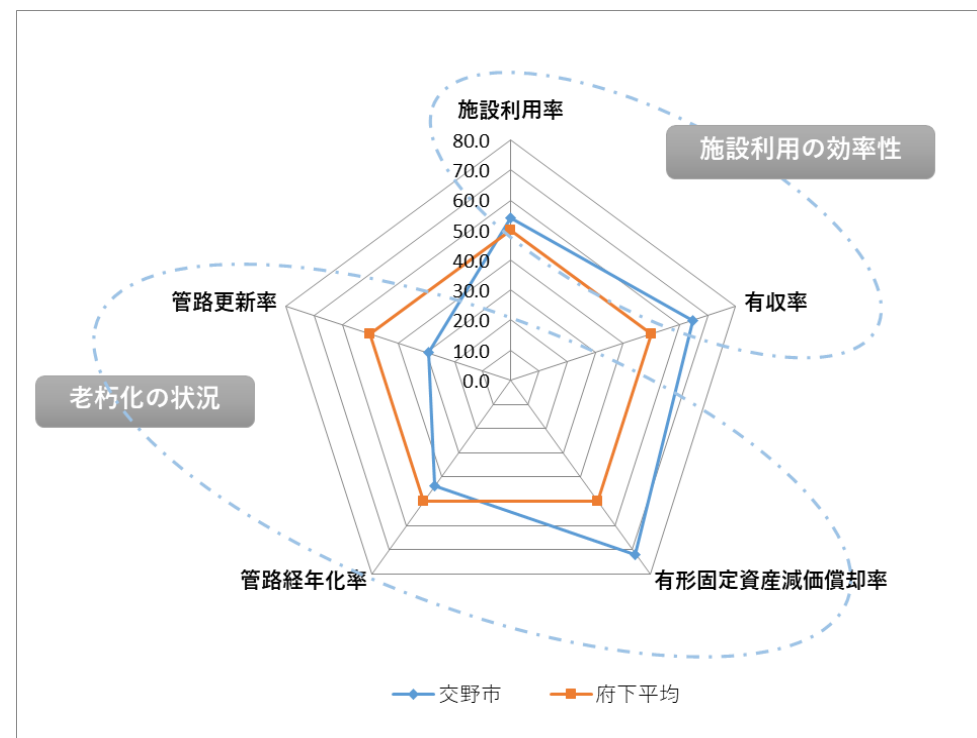 施設利用率
施設利用の効率性
80.0
70.0
60.0
50.0
40.0
30.0
20.0
10.0
0.0
管路更新率
有収率
老朽化の状況
管路経年化率
有形固定資産減価償却率
交野市
府下平均